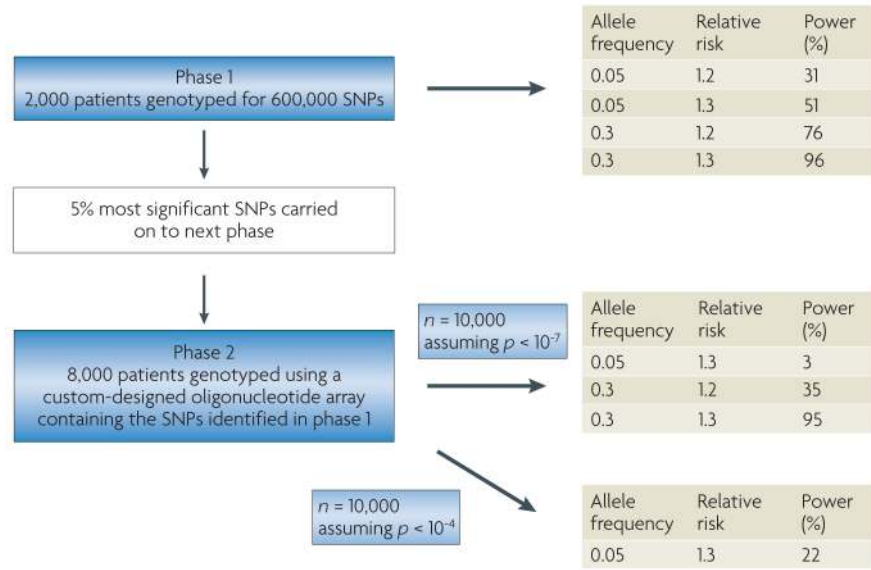 Phase 1
2,000 patients genotyped for 600,000 SNPs
Allele frequency Relative risk Power (%)
0.05 1.2 31
0.05 1.3 51
0.3 1.2 76
0.3 1.3 96
5% most significant SNPs carried
on to next phase
Phase 2
8,000 patients genotyped using a
custom-designed oligonucleotide array
containing the SNPs identified in phase 1
n = 10,000
assuming p < 10⁻⁷
Allele frequency Relative risk Power (%)
0.05 1.3 3
0.3 1.2 35
0.3 1.3 95
n = 10,000
assuming p < 10⁻⁴
Allele frequency Relative risk Power (%)
0.05 1.3 22